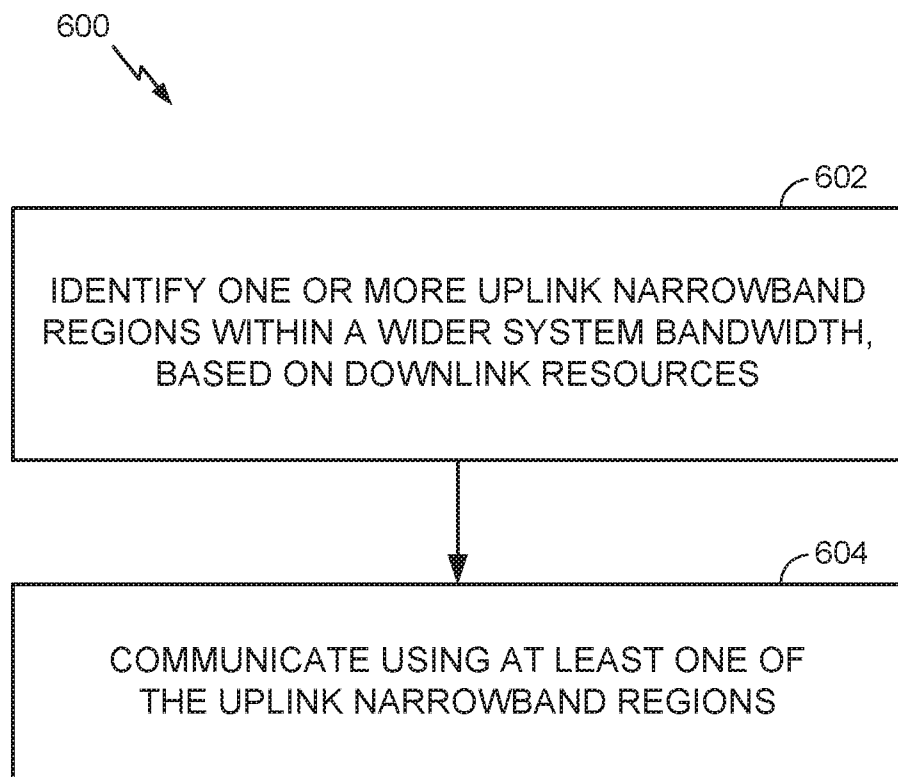 600
602
IDENTIFY ONE OR MORE UPLINK NARROWBAND
REGIONS WITHIN A WIDER SYSTEM BANDWIDTH,
BASED ON DOWNLINK RESOURCES
604
COMMUNICATE USING AT LEAST ONE OF
THE UPLINK NARROWBAND REGIONS